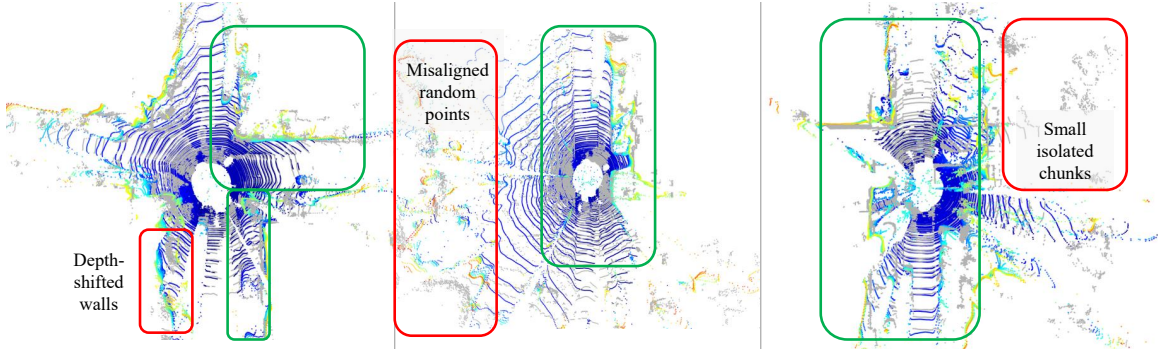 Depth-
shifted
walls
Misaligned
random
points
Small
isolated
chunks